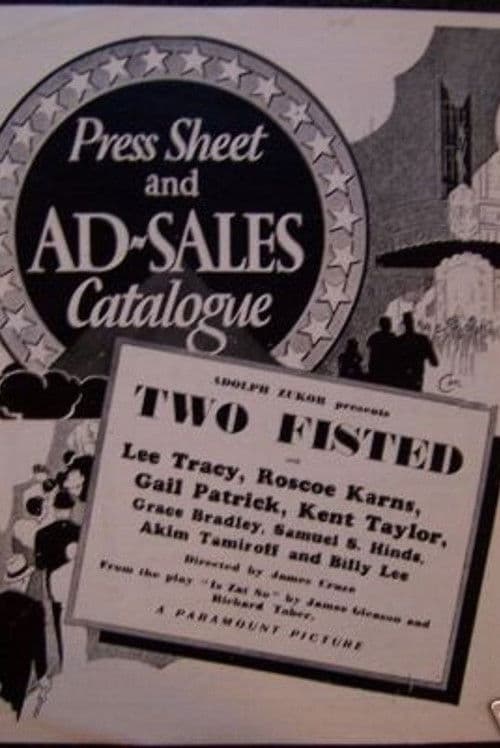 Press Sheet
and
AD-SALES
Catalogue
ADOLPH ZUKOR presents
TWO FISTED
with
Lee Tracy, Roscoe Karns,
Gail Patrick, Kent Taylor,
Grace Bradley, Samuel S. Hinds,
Akim Tamiroff and Billy Lee
Directed by James Cruze
From the play "Is Zat So" by James Gleason and
Richard Taber.
A PARAMOUNT PICTURE